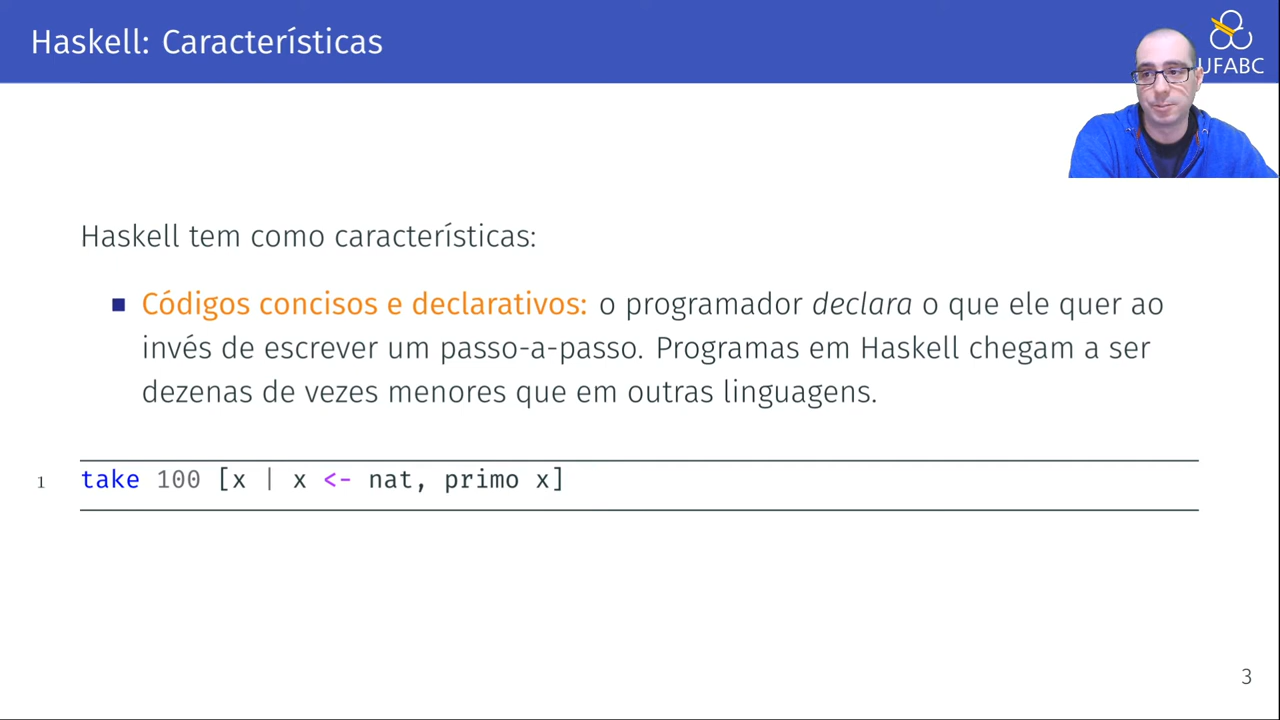 Haskell: Características
UFABC
Haskell tem como características:
Códigos concisos e declarativos: o programador declara o que ele quer ao
invés de escrever um passo-a-passo. Programas em Haskell chegam a ser
dezenas de vezes menores que em outras linguagens.
1 take 100 [x | x <- nat, primo x]
3